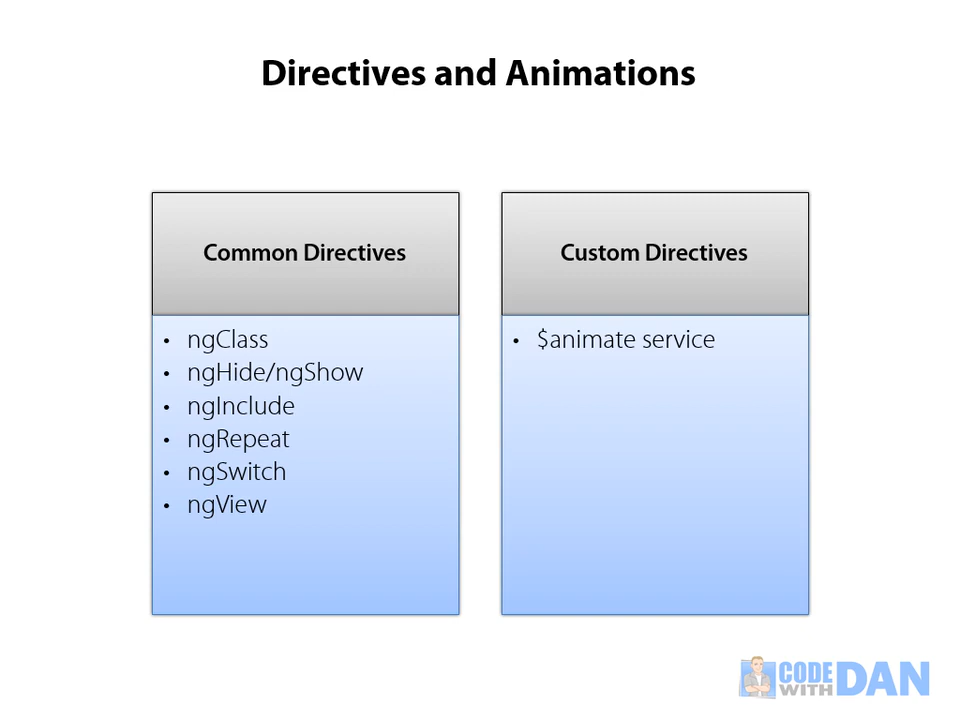 Directives and Animations
Common Directives
• ngClass
• ngHide/ngShow
• ngInclude
• ngRepeat
• ngSwitch
• ngView
Custom Directives
• $animate service
CODE
WITH DAN